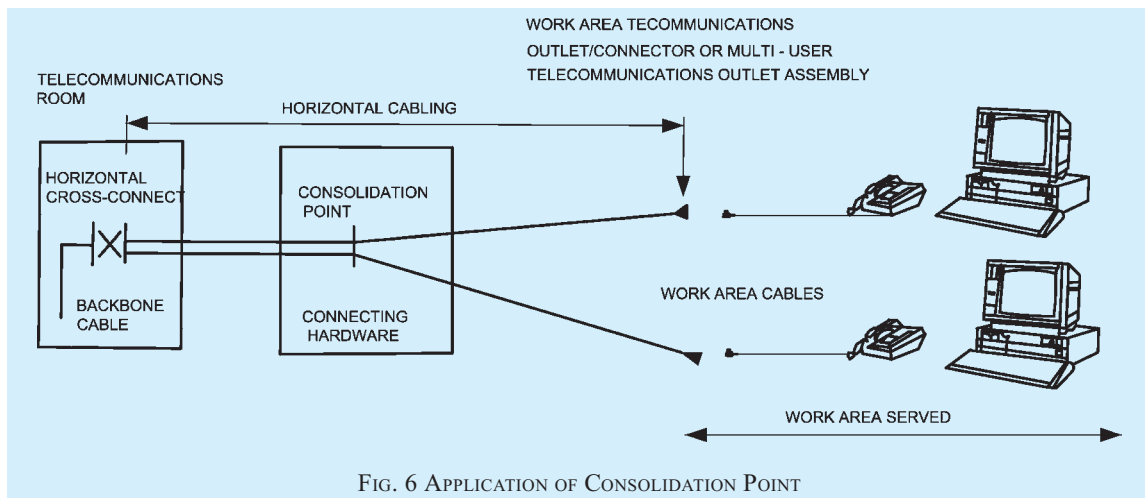 WORK AREA TECOMMUNICATIONS
OUTLET/CONNECTOR OR MULTI - USER
TELECOMMUNICATIONS OUTLET ASSEMBLY
TELECOMMUNICATIONS
ROOM
HORIZONTAL CABLING
HORIZONTAL
CROSS-CONNECT
CONSOLIDATION
POINT
BACKBONE
CABLE
CONNECTING
HARDWARE
WORK AREA CABLES
WORK AREA SERVED
FIG. 6 APPLICATION OF CONSOLIDATION POINT